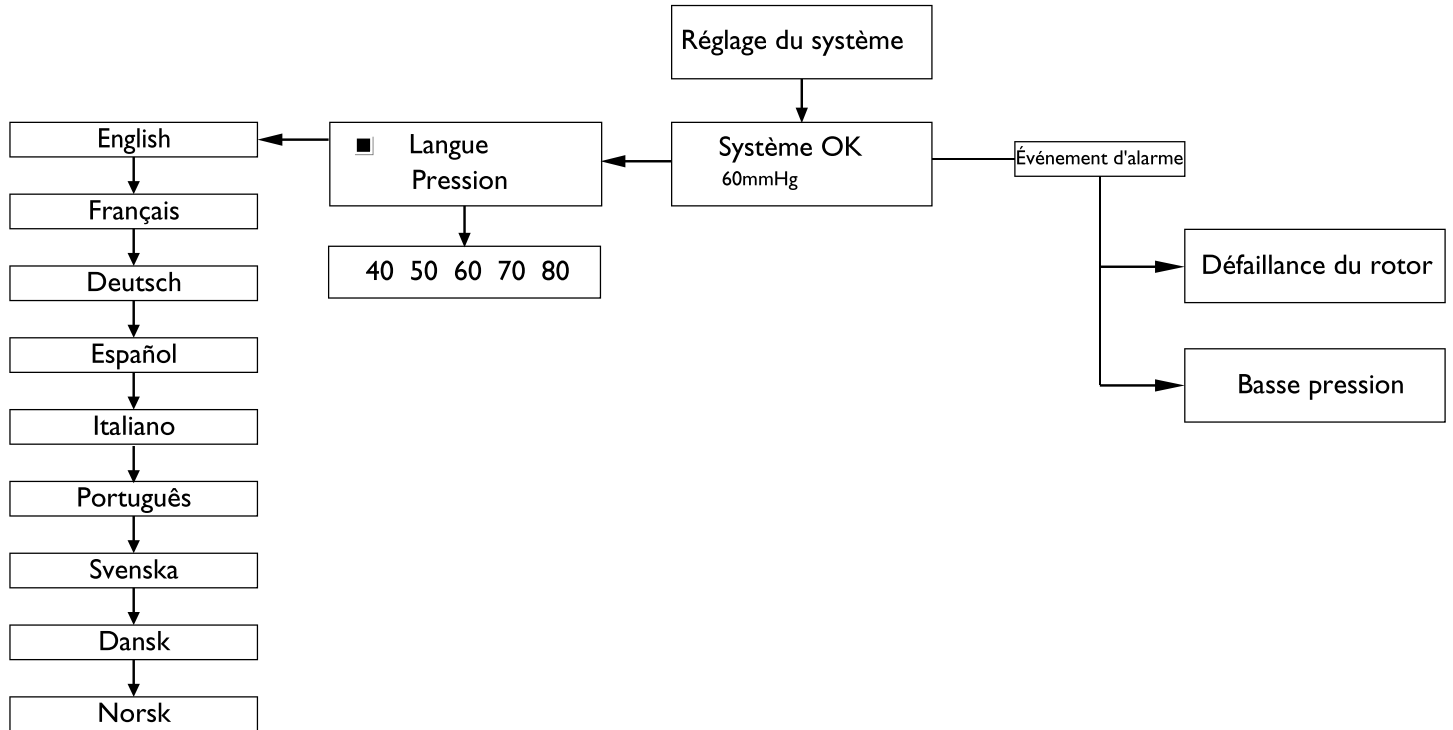 Réglage du système
Système OK
60mmHg
Langue
Pression
40 50 60 70 80
English
Français
Deutsch
Español
Italiano
Português
Svenska
Dansk
Norsk
Événement d'alarme
Défaillance du rotor
Basse pression